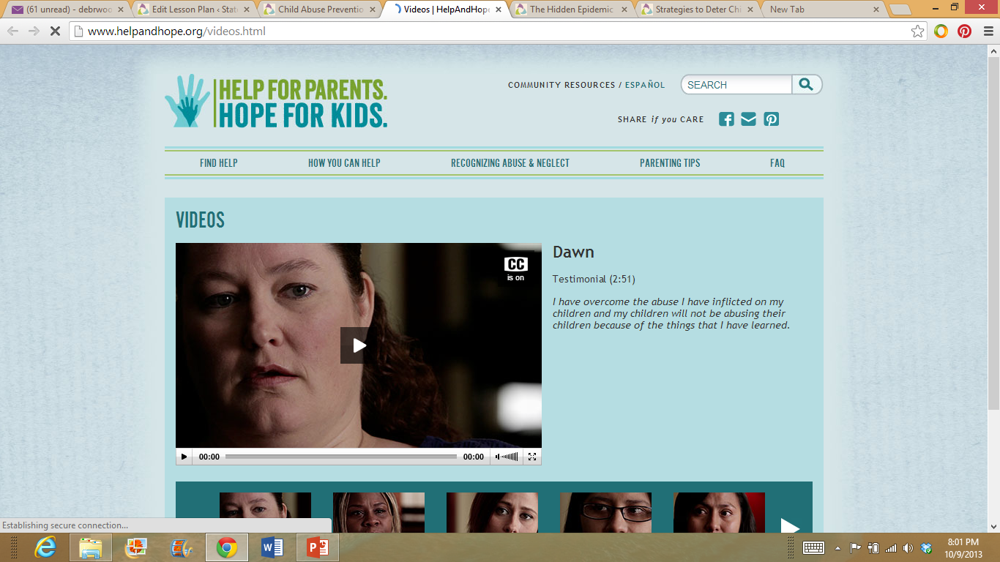 (61 unread) - debrwoo
Edit Lesson Plan ‹ State
Child Abuse Preventio
Videos | HelpAndHope
The Hidden Epidemic
Strategies to Deter Chi
New Tab
www.helpandhope.org/videos.html
HELP FOR PARENTS.
HOPE FOR KIDS.
COMMUNITY RESOURCES / ESPAÑOL
SEARCH
SHARE if you CARE
FIND HELP
HOW YOU CAN HELP
RECOGNIZING ABUSE & NEGLECT
PARENTING TIPS
FAQ
VIDEOS
CC
is on
Dawn
Testimonial (2:51)
I have overcome the abuse I have inflicted on my
children and my children will not be abusing their
children because of the things that I have learned.
00:00
00:00
Establishing secure connection...
8:01 PM
10/9/2013